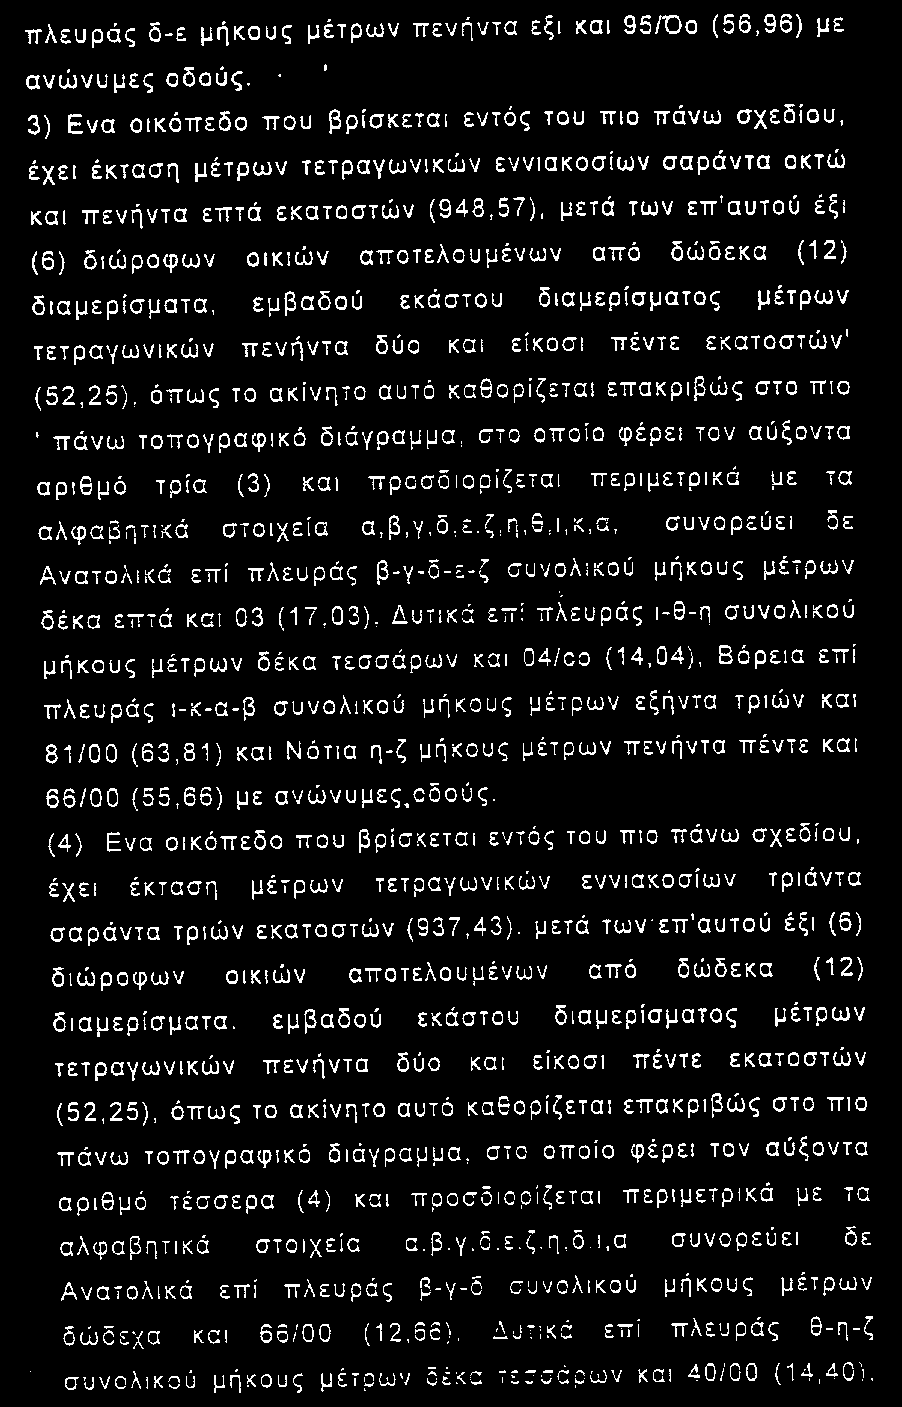 πλευράς δ-ε μήκους μέτρων πενήντα εξι και 95/Όο (56,96) με
ανώνυμες οδούς.
3) Ενα οικόπεδο που βρίσκεται εντός του πιο πάνω σχεδίου,
έχει έκταση μέτρων τετραγωνικών εννιακοσίων σαράντα οκτώ
και πενήντα επτά εκατοστών (948,57), μετά των επ'αυτού έξι
(6) διώροφων οικιών αποτελουμένων από δώδεκα (12)
διαμερίσματα, εμβαδού εκάστου διαμερίσματος μέτρων
τετραγωνικών πενήντα δύο και είκοσι πέντε εκατοστών'
(52,25), όπως το ακίνητο αυτό καθορίζεται επακριβώς στο πιο
' πάνω τοπογραφικό διάγραμμα, στο οποίο φέρει τον αύξοντα
αριθμό τρία (3) και προσδιορίζεται περιμετρικά με τα
αλφαβητικά στοιχεία α,β,γ,δ,ε,ζ,η,θ,ι,κ,α, συνορεύει δε
Ανατολικά επί πλευράς β-γ-δ-ε-ζ συνολικού μήκους μέτρων
δέκα επτά και 03 (17,03), Δυτικά επί πλευράς ι-θ-η συνολικού
μήκους μέτρων δέκα τεσσάρων και 04/οο (14,04), Βόρεια επί
πλευράς ι-κ-α-β συνολικού μήκους μέτρων εξήντα τριών και
81/00 (63,81) και Νότια η-ζ μήκους μέτρων πενήντα πέντε και
66/00 (55,66) με ανώνυμες.οδούς.
(4) Ενα οικόπεδο που βρίσκεται εντός του πιο πάνω σχεδίου,
έχει έκταση μέτρων τετραγωνικών εννιακοσίων τριάντα
σαράντα τριών εκατοστών (937,43). μετά των επ'αυτού έξι (6)
διώροφων οικιών αποτελουμένων από δώδεκα (12)
διαμερίσματα. εμβαδού εκάστου διαμερίσματος μέτρων
τετραγωνικών πενήντα δύο και είκοσι πέντε εκατοστών
(52,25), όπως το ακίνητο αυτό καθορίζεται επακριβώς στο πιο
πάνω τοπογραφικό διάγραμμα, στο οποίο φέρει τον αύξοντα
αριθμό τέσσερα (4) και προσδιορίζεται περιμετρικά με τα
αλφαβητικά στοιχεία α.β.γ.δ.ε.ζ.η.δ.ι,α συνορεύει δε
Ανατολικά επί πλευράς β-γ-δ συνολικού μήκους μέτρων
δώδεχα και 66/00 (12,66), Δυτικά επί πλευράς θ-η-ζ
συνολικού μήκους μέτρων δέκα τεσσάρων και 40/00 (14,40).